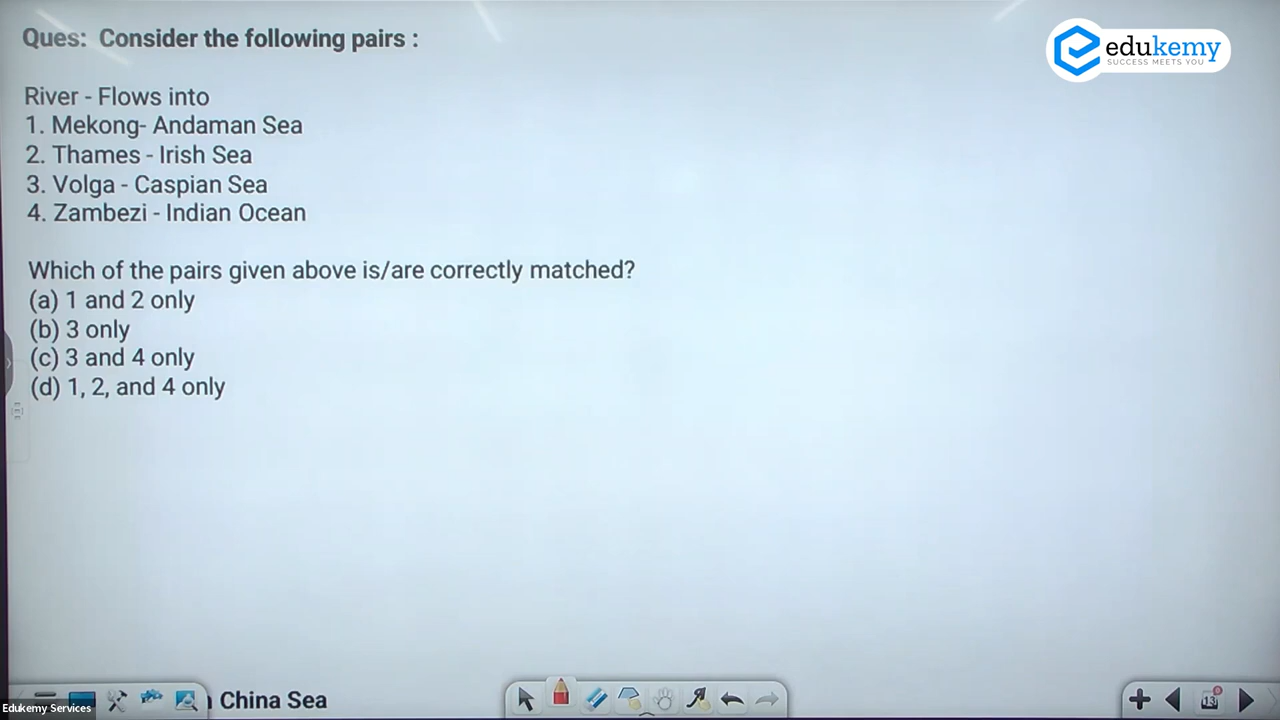 Ques: Consider the following pairs :
edukemy
SUCCESS MEETS YOU
River - Flows into
1. Mekong- Andaman Sea
2. Thames - Irish Sea
3. Volga - Caspian Sea
4. Zambezi - Indian Ocean
Which of the pairs given above is/are correctly matched?
(a) 1 and 2 only
(b) 3 only
(c) 3 and 4 only
(d) 1, 2, and 4 only
China Sea
Edukemy Services
13